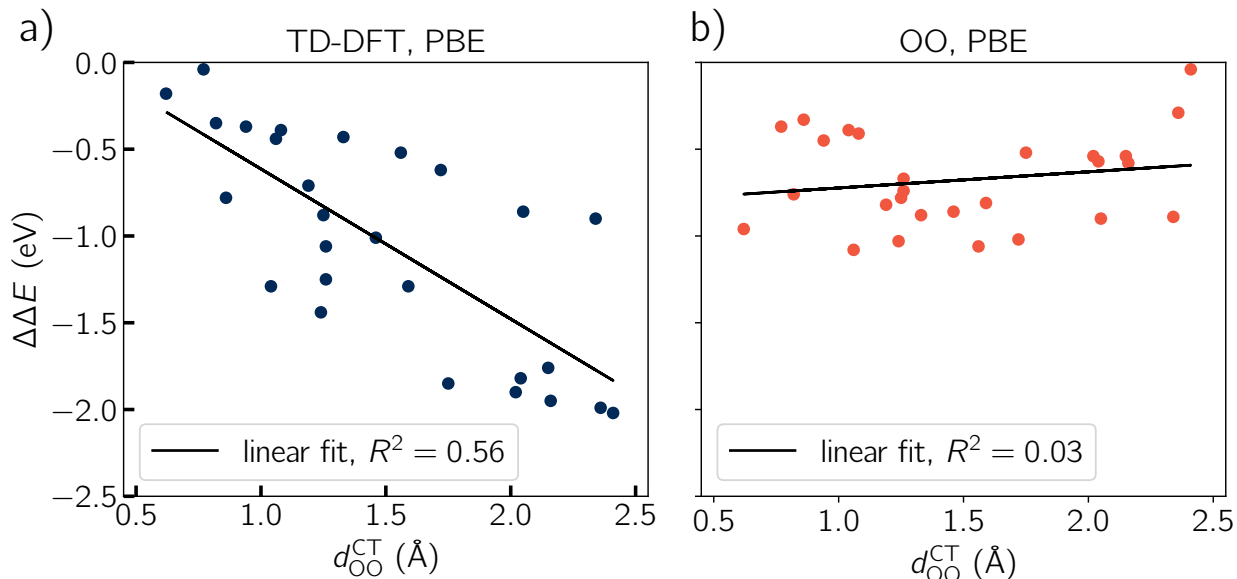 a)
TD-DFT, PBE
0.0
−0.5
−1.0
−1.5
−2.0
−2.5
ΔΔE (eV)
linear fit, R² = 0.56
0.5 1.0 1.5 2.0 2.5
d_OO^CT (Å)
b)
OO, PBE
linear fit, R² = 0.03
0.5 1.0 1.5 2.0 2.5
d_OO^CT (Å)